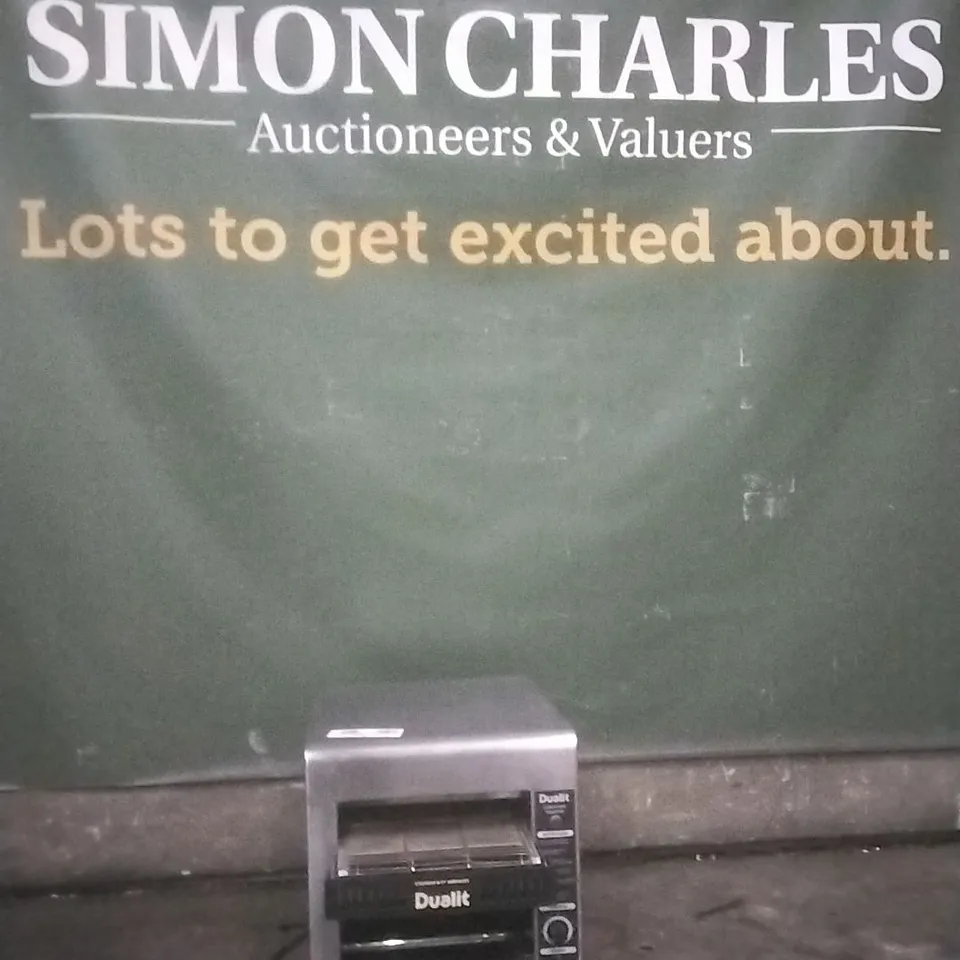 SIMON CHARLES
Auctioneers & Valuers
Lots to get excited about.
Dualit
Dualit